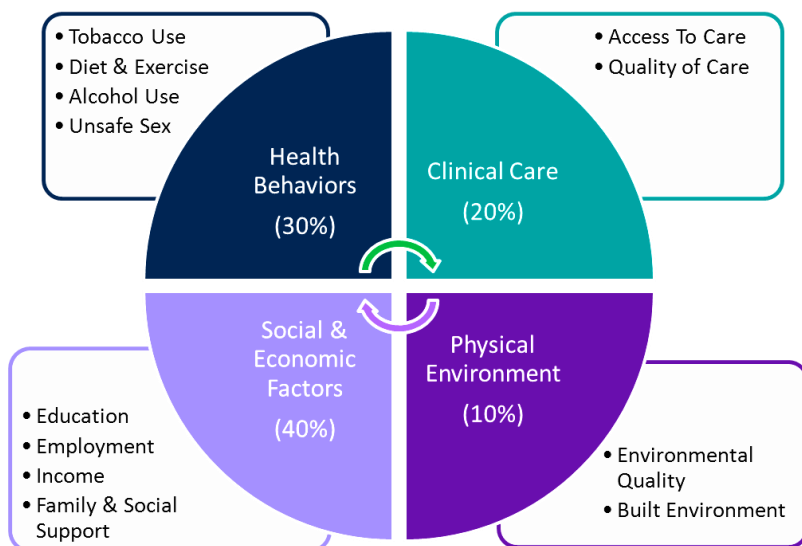 • Tobacco Use
• Diet & Exercise
• Alcohol Use
• Unsafe Sex
• Access To Care
• Quality of Care
Health
Behaviors
(30%)
Clinical Care
(20%)
Social &
Economic
Factors
(40%)
Physical
Environment
(10%)
• Education
• Employment
• Income
• Family & Social
Support
• Environmental
Quality
• Built Environment